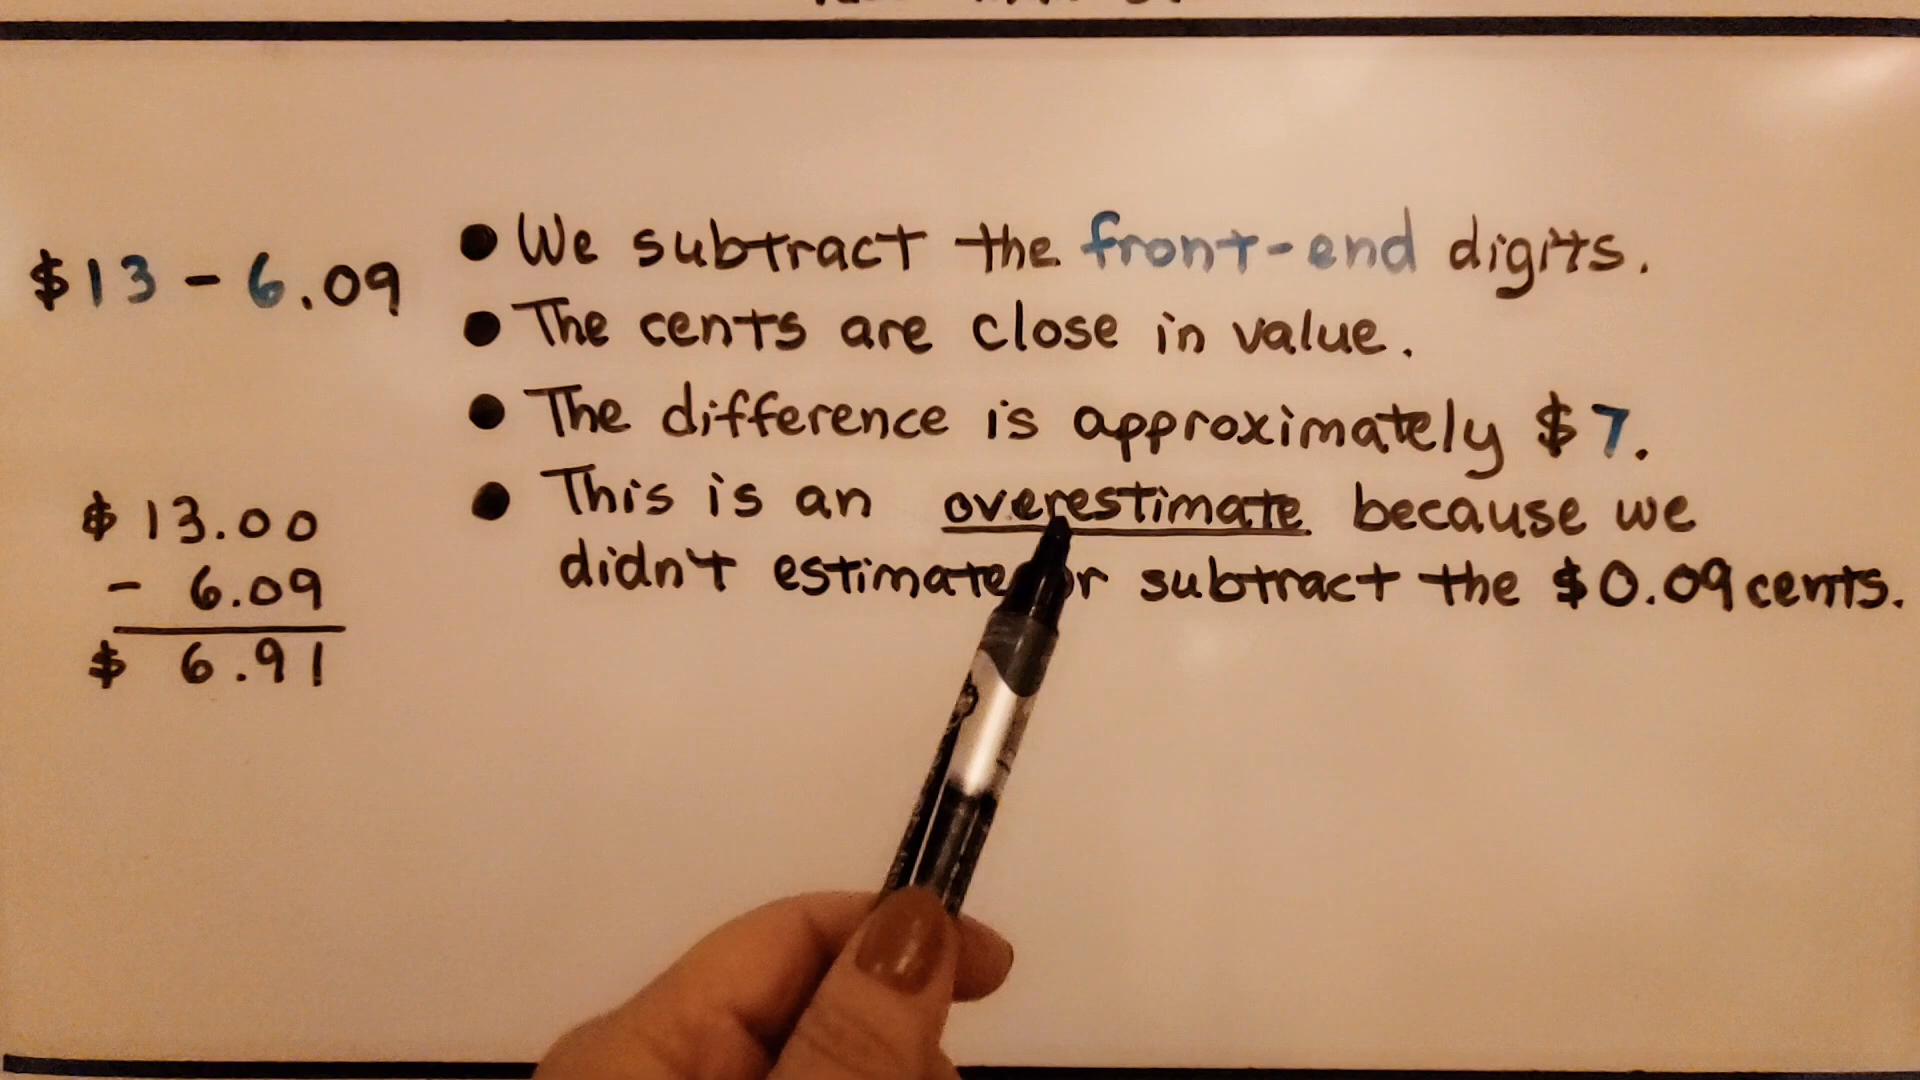 $13 - 6.09
● We subtract the front-end digits.
● The cents are close in value.
● The difference is approximately $7.
● This is an overestimate because we
didn't estimate subtract the $0.09 cents.
$13.00
- 6.09
$ 6.91